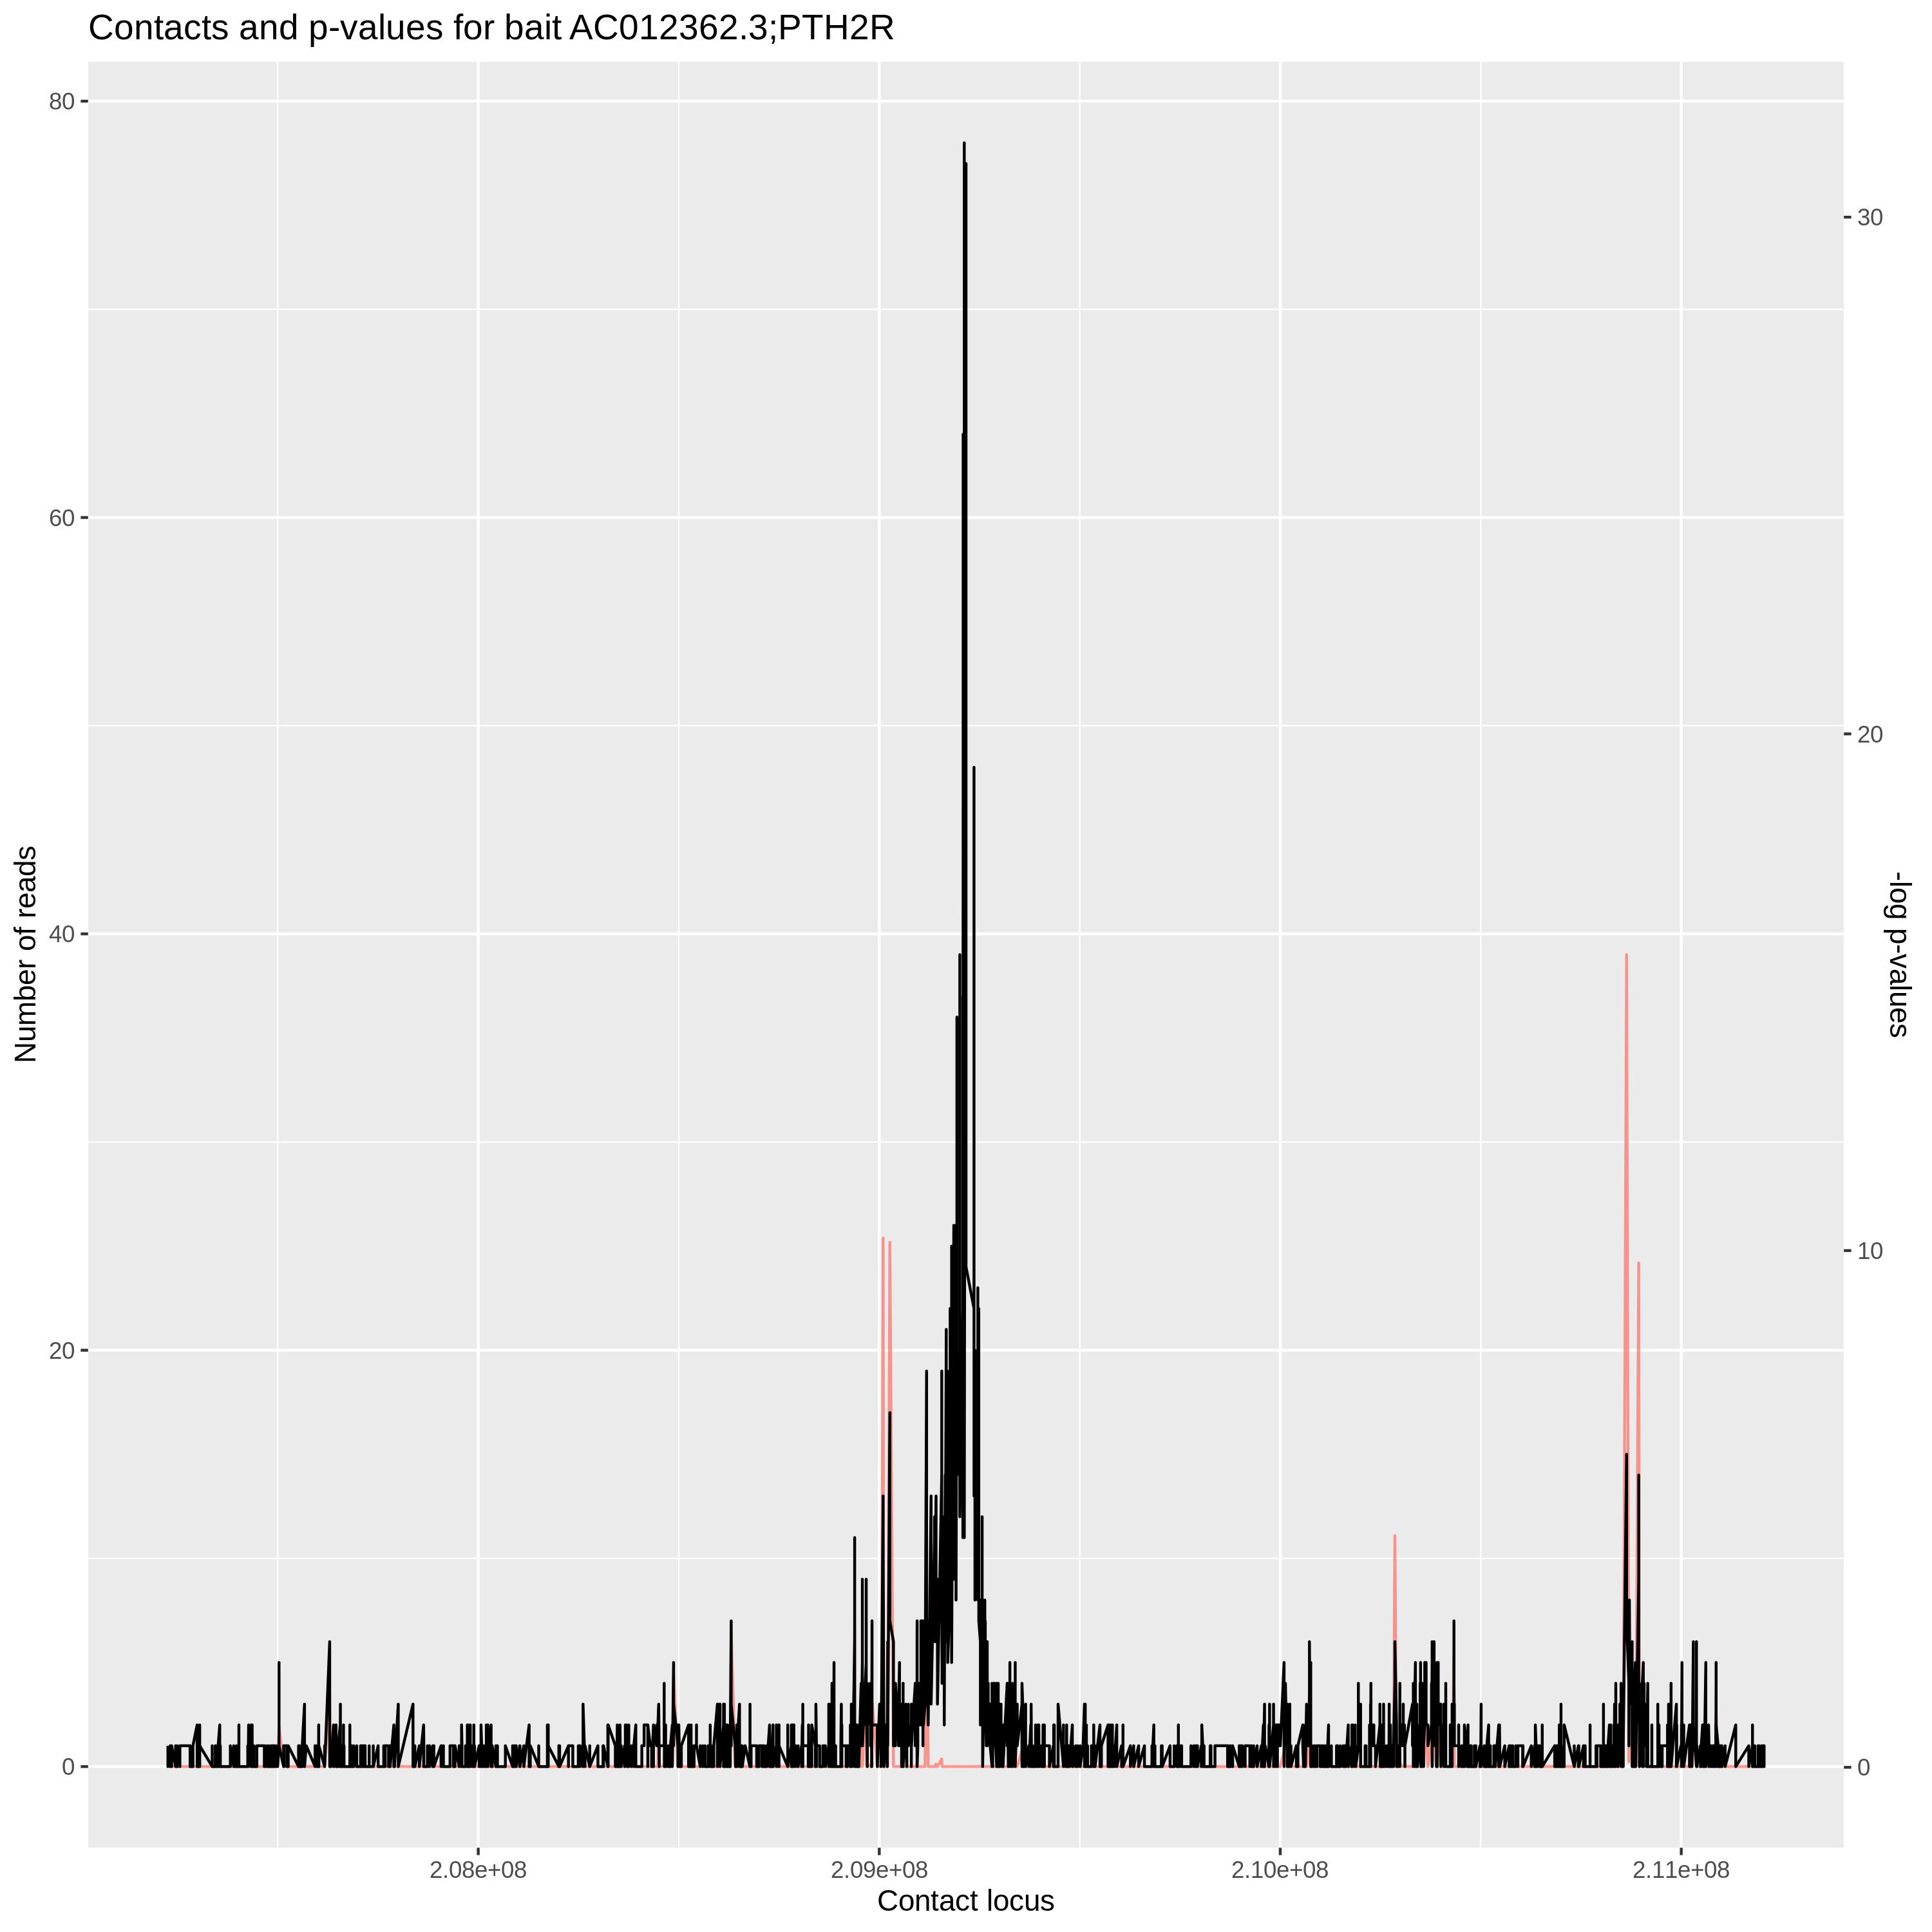 Contacts and p-values for bait AC012362.3;PTH2R
80
60
40
20
0
Number of reads
30
20
10
0
-log p-values
2.08e+08
2.09e+08
2.10e+08
2.11e+08
Contact locus